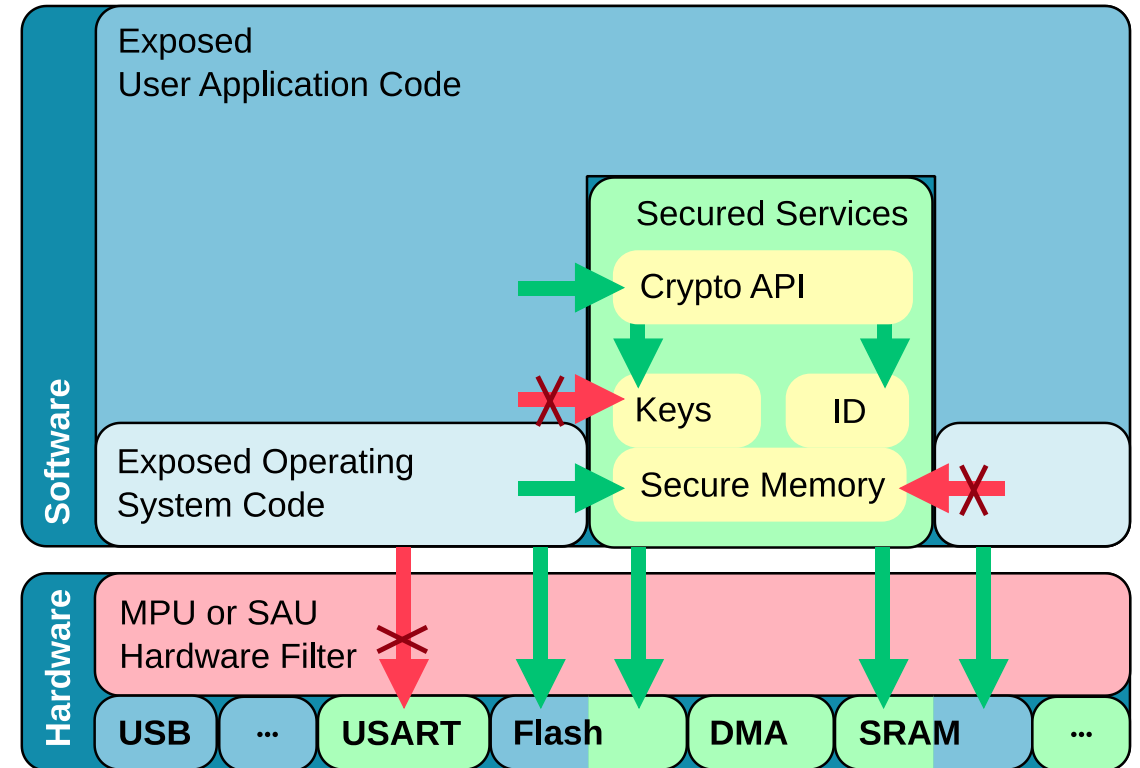 Exposed
User Application Code
Secured Services
Crypto API
Keys
ID
Software
Exposed Operating
System Code
Secure Memory
Hardware
MPU or SAU
Hardware Filter
USB
...
USART
Flash
DMA
SRAM
...